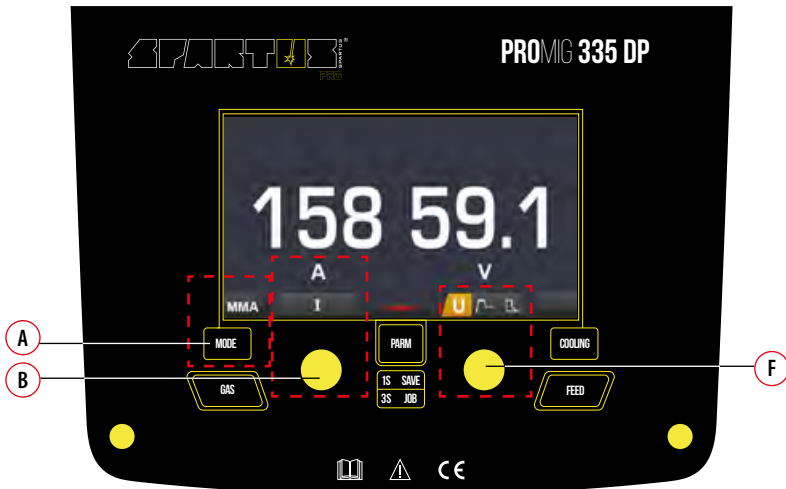 SPARTUS®
SPARTUS
PRO
PROMIG 335 DP
158 59.1
A V
MMA I U
A
MODE PARM COOLING
B
F
GAS 1S SAVE FEED
3S JOB
CE